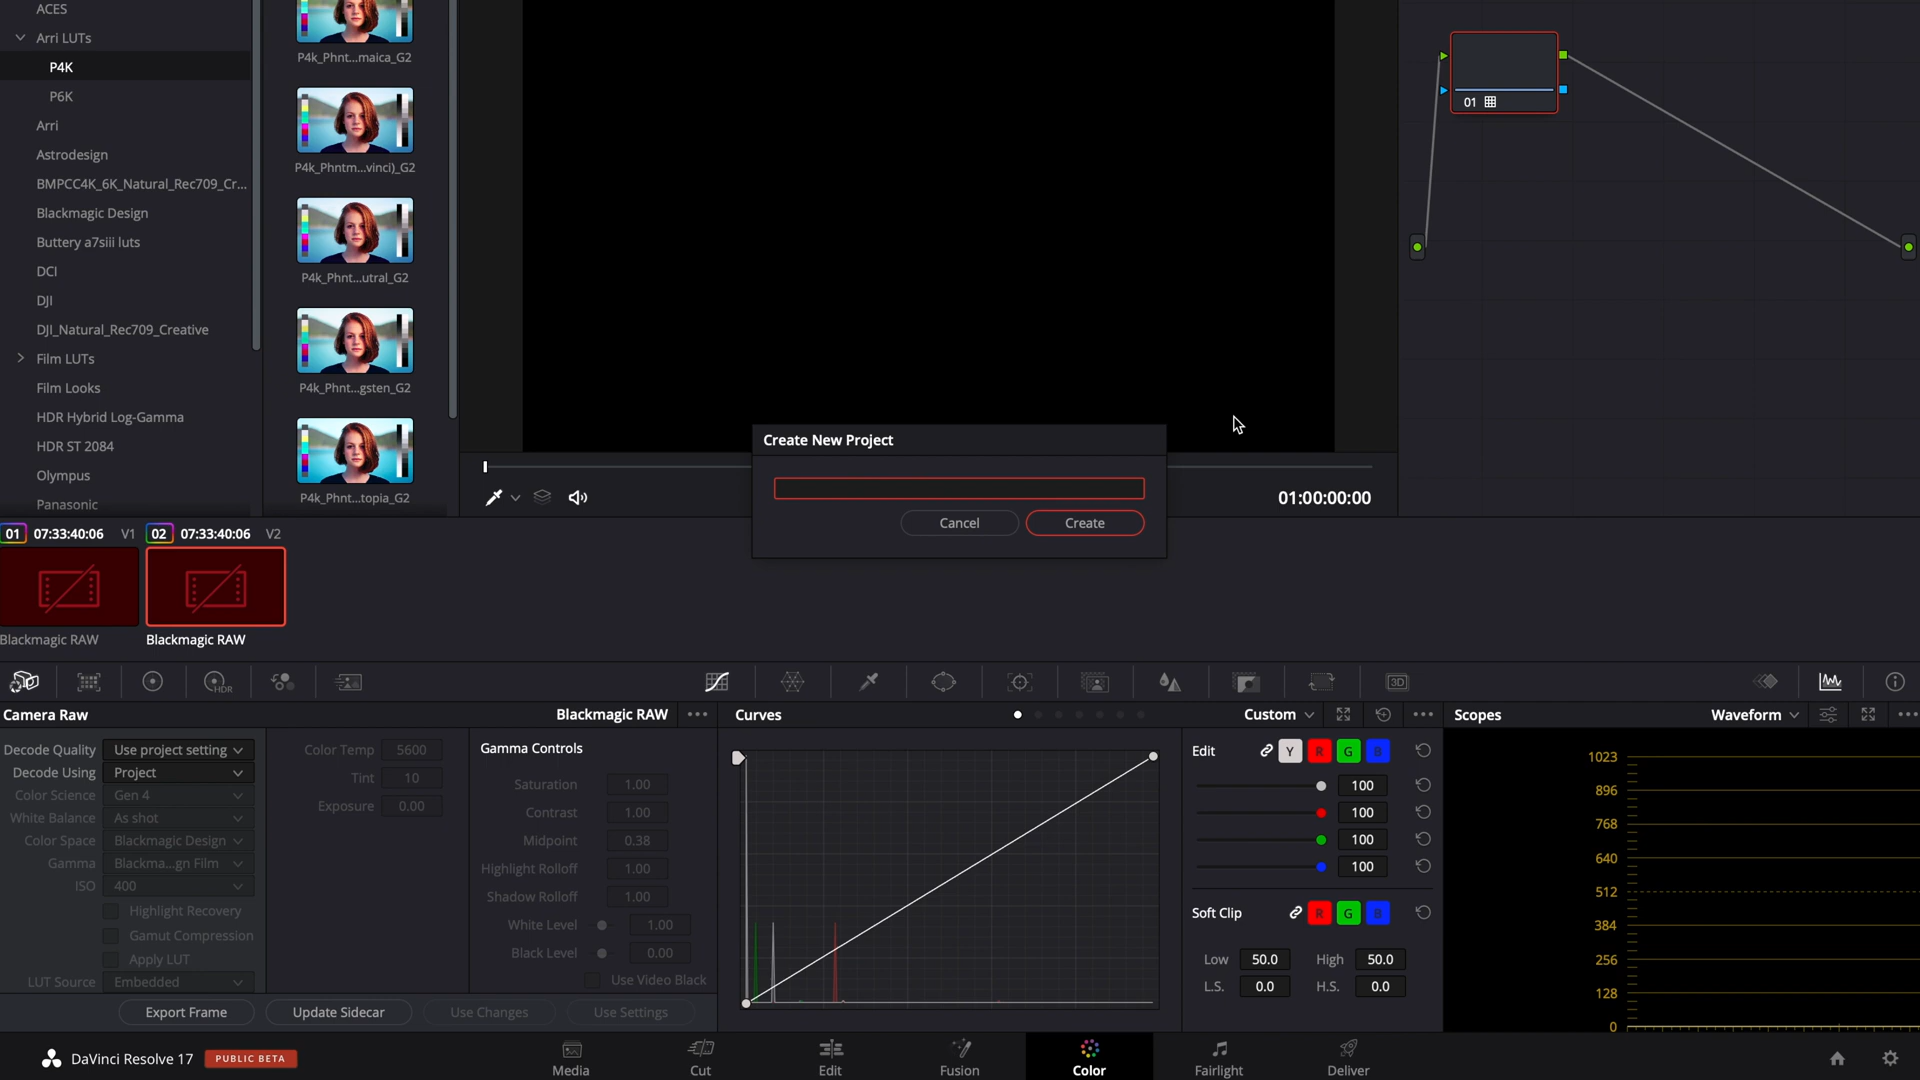 ACES
Arri LUTs
P4K
P6K
Arri
Astrodesign
BMPCC4K_6K_Natural_Rec709_Cr...
Blackmagic Design
Buttery a7siii luts
DCI
DJI
DJI_Natural_Rec709_Creative
Film LUTs
Film Looks
HDR Hybrid Log-Gamma
HDR ST 2084
Olympus
Panasonic
P4k_Phnt...maica_G2
P4k_Phntm...vinci)_G2
P4k_Phnt...utral_G2
P4k_Phnt...gsten_G2
P4k_Phnt...topia_G2
01
Create New Project
Cancel Create
01:00:00:00
01 07:33:40:06 V1 02 07:33:40:06 V2
Blackmagic RAW Blackmagic RAW
HDR
3D
Camera Raw Blackmagic RAW
Decode Quality Use project setting
Decode Using Project
Color Science Gen 4
White Balance As shot
Color Space Blackmagic Design
Gamma Blackma...gn Film
ISO 400
Highlight Recovery
Gamut Compression
Apply LUT
LUT Source Embedded
Color Temp 5600
Tint 10
Exposure 0.00
Gamma Controls
Saturation 1.00
Contrast 1.00
Midpoint 0.38
Highlight Rolloff 1.00
Shadow Rolloff 1.00
White Level 1.00
Black Level 0.00
Use Video Black
Export Frame Update Sidecar Use Changes Use Settings
Curves Custom
Edit Y R G B
100
100
100
100
Soft Clip R G B
Low 50.0 High 50.0
L.S. 0.0 H.S. 0.0
Scopes Waveform
1023
896
768
640
512
384
256
128
0
DaVinci Resolve 17 PUBLIC BETA
Media Cut Edit Fusion Color Fairlight Deliver